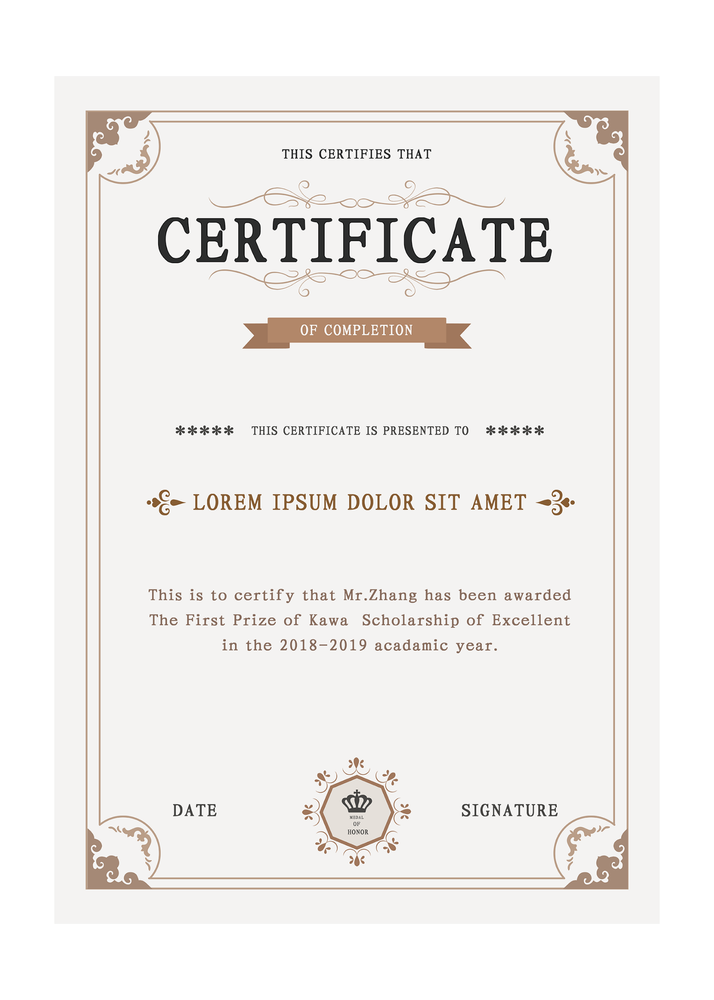 THIS CERTIFIES THAT
CERTIFICATE
OF COMPLETION
***** THIS CERTIFICATE IS PRESENTED TO *****
LOREM IPSUM DOLOR SIT AMET
This is to certify that Mr.Zhang has been awarded
The First Prize of Kawa  Scholarship of Excellent
in the 2018-2019 acadamic year.
MEDAL
OF
HONOR
DATE
SIGNATURE